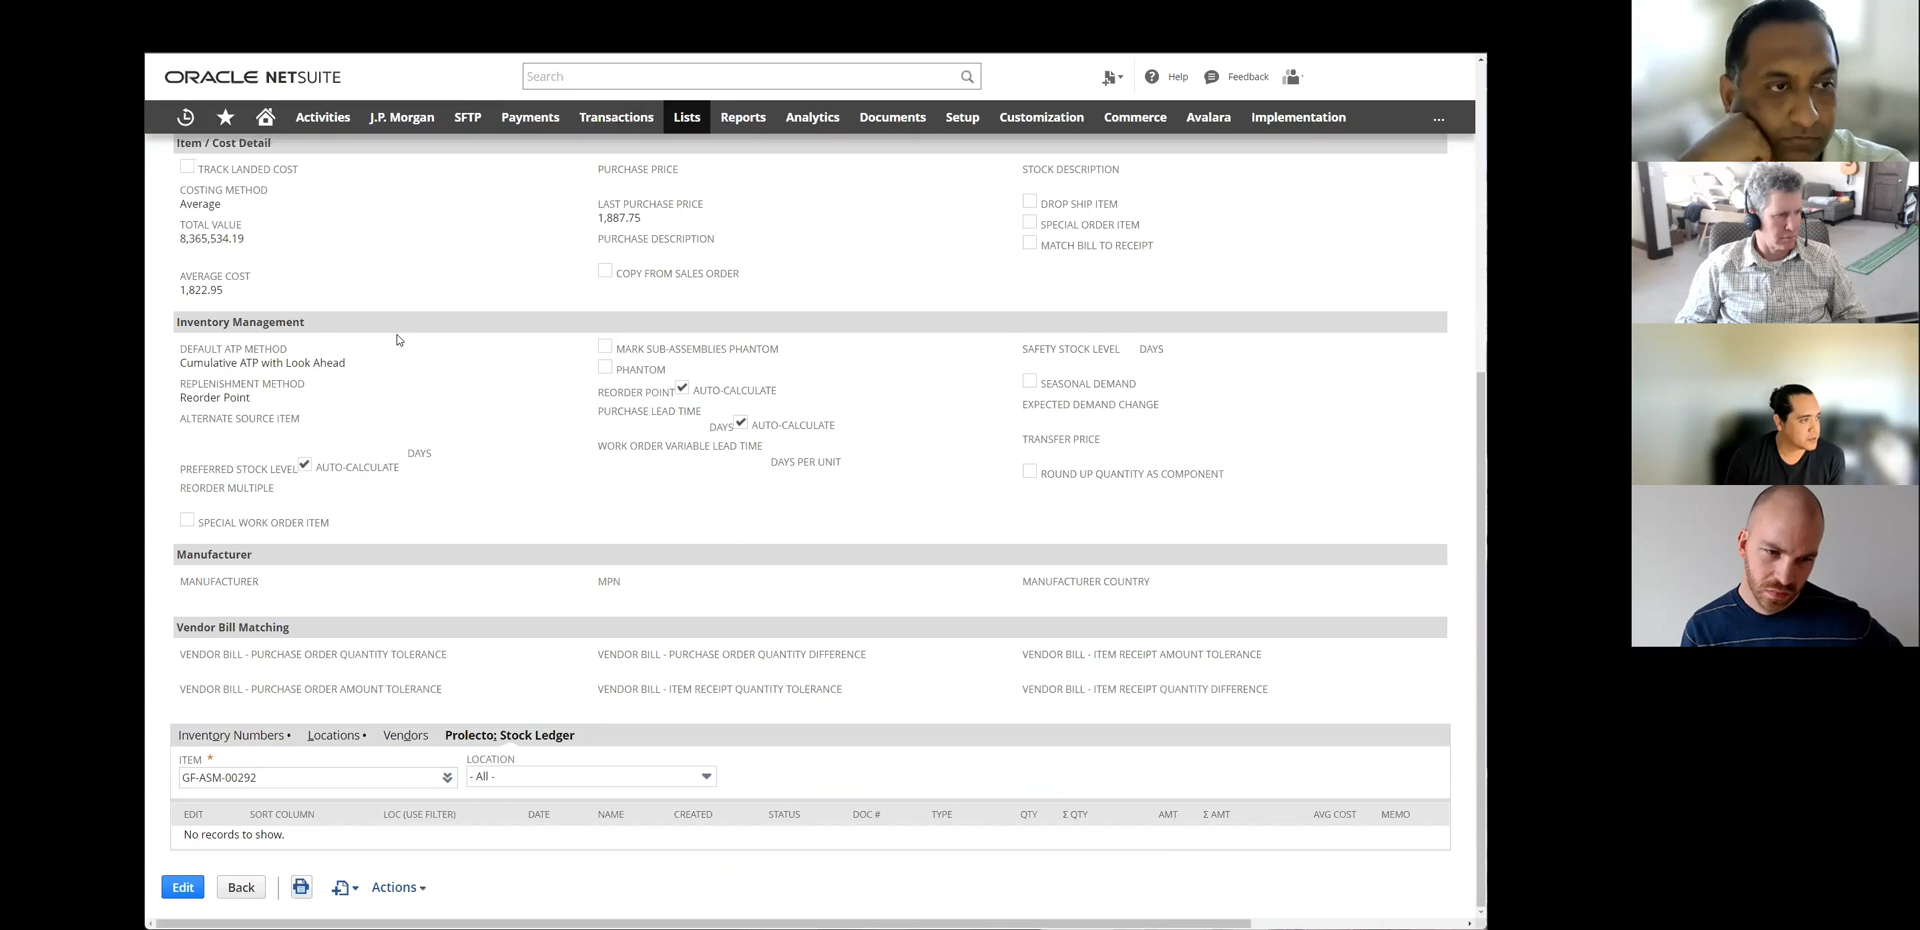 ORACLE NETSUITE
Search
Help
Feedback
Activities J.P. Morgan SFTP Payments Transactions Lists Reports Analytics Documents Setup Customization Commerce Avalara Implementation ...
Item / Cost Detail
TRACK LANDED COST
COSTING METHOD
Average
TOTAL VALUE
8,365,534.19
AVERAGE COST
1,822.95
PURCHASE PRICE
LAST PURCHASE PRICE
1,887.75
PURCHASE DESCRIPTION
COPY FROM SALES ORDER
STOCK DESCRIPTION
DROP SHIP ITEM
SPECIAL ORDER ITEM
MATCH BILL TO RECEIPT
Inventory Management
DEFAULT ATP METHOD
Cumulative ATP with Look Ahead
REPLENISHMENT METHOD
Reorder Point
ALTERNATE SOURCE ITEM
DAYS
PREFERRED STOCK LEVEL AUTO-CALCULATE
REORDER MULTIPLE
SPECIAL WORK ORDER ITEM
MARK SUB-ASSEMBLIES PHANTOM
PHANTOM
REORDER POINT AUTO-CALCULATE
PURCHASE LEAD TIME
DAYS AUTO-CALCULATE
WORK ORDER VARIABLE LEAD TIME
DAYS PER UNIT
SAFETY STOCK LEVEL DAYS
SEASONAL DEMAND
EXPECTED DEMAND CHANGE
TRANSFER PRICE
ROUND UP QUANTITY AS COMPONENT
Manufacturer
MANUFACTURER MPN MANUFACTURER COUNTRY
Vendor Bill Matching
VENDOR BILL - PURCHASE ORDER QUANTITY TOLERANCE VENDOR BILL - PURCHASE ORDER QUANTITY DIFFERENCE VENDOR BILL - ITEM RECEIPT AMOUNT TOLERANCE
VENDOR BILL - PURCHASE ORDER AMOUNT TOLERANCE VENDOR BILL - ITEM RECEIPT QUANTITY TOLERANCE VENDOR BILL - ITEM RECEIPT QUANTITY DIFFERENCE
Inventory Numbers • Locations • Vendors Prolecto: Stock Ledger
ITEM * LOCATION
GF-ASM-00292 - All -
EDIT SORT COLUMN LOC (USE FILTER) DATE NAME CREATED STATUS DOC # TYPE QTY Σ QTY AMT Σ AMT AVG COST MEMO
No records to show.
Edit Back Actions